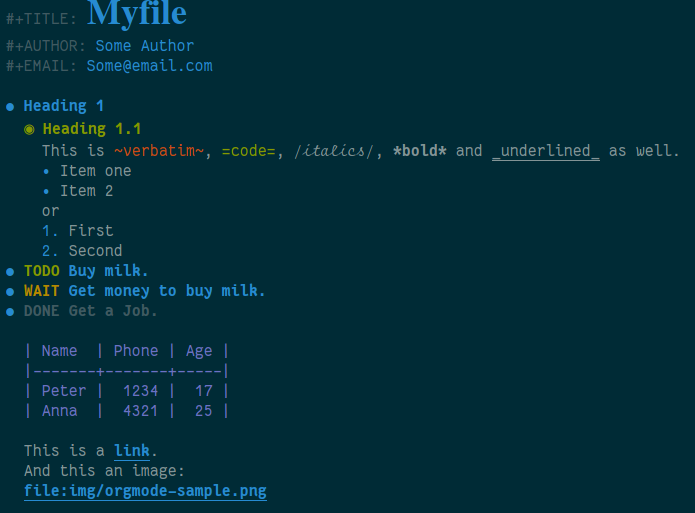 #+TITLE: Myfile
#+AUTHOR: Some Author
#+EMAIL: Some@email.com
● Heading 1
◉ Heading 1.1
This is ~verbatim~, =code=, /italics/, *bold* and _underlined_ as well.
• Item one
• Item 2
or
1. First
2. Second
● TODO Buy milk.
● WAIT Get money to buy milk.
● DONE Get a Job.
| Name  | Phone | Age |
|-------+-------+-----|
| Peter |  1234 |  17 |
| Anna  |  4321 |  25 |
This is a link.
And this an image:
file:img/orgmode-sample.png